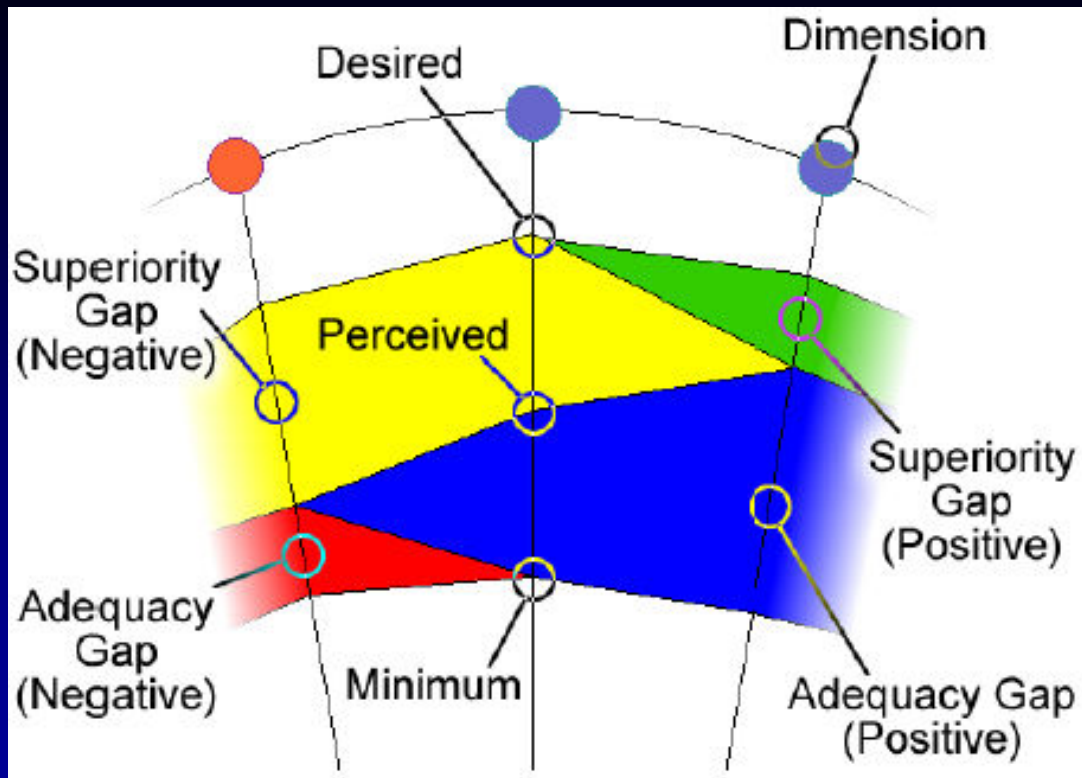 Dimension
Desired
Superiority
Gap
(Negative)
Perceived
Superiority
Gap
(Positive)
Adequacy
Gap
(Negative)
Minimum
Adequacy Gap
(Positive)